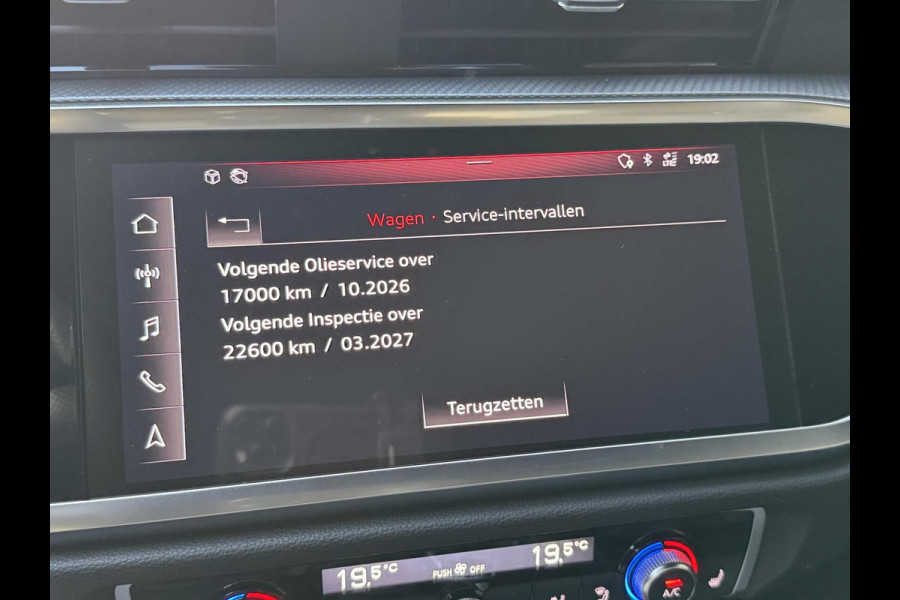 LTE 19:02
Wagen · Service-intervallen
Volgende Olieservice over
17000 km / 10.2026
Volgende Inspectie over
22600 km / 03.2027
Terugzetten
19,5°C PUSH OFF 19,5°C
A/C